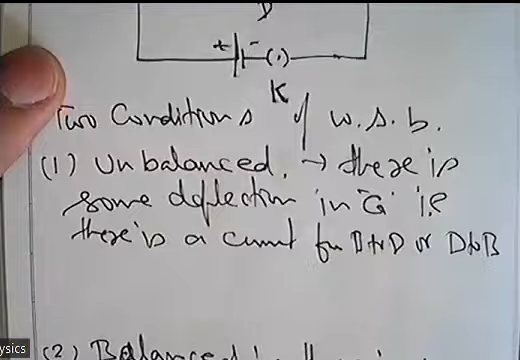 D
+ -
K
Two Conditions of w.s.b.
(1) Unbalanced. → there is
some deflection in 'G' i.e
there is a current from B to D or D to B
ysics
(2) Balanced